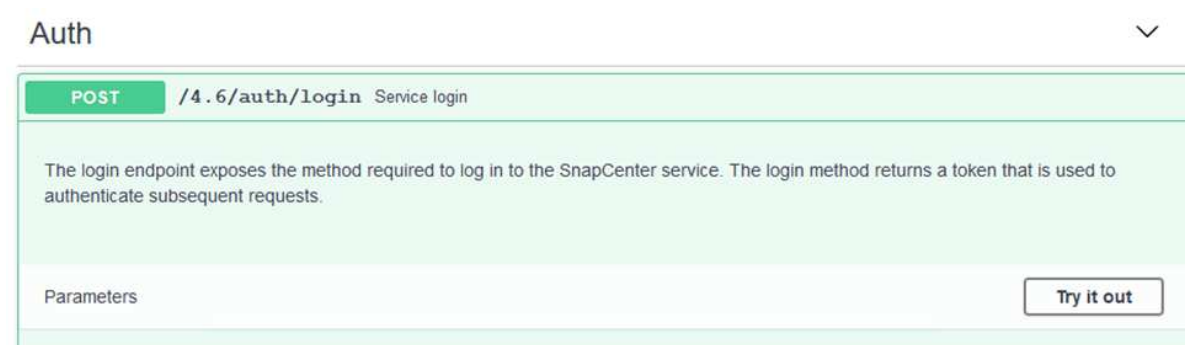 Auth
POST /4.6/auth/login Service login
The login endpoint exposes the method required to log in to the SnapCenter service. The login method returns a token that is used to
authenticate subsequent requests.
Parameters Try it out